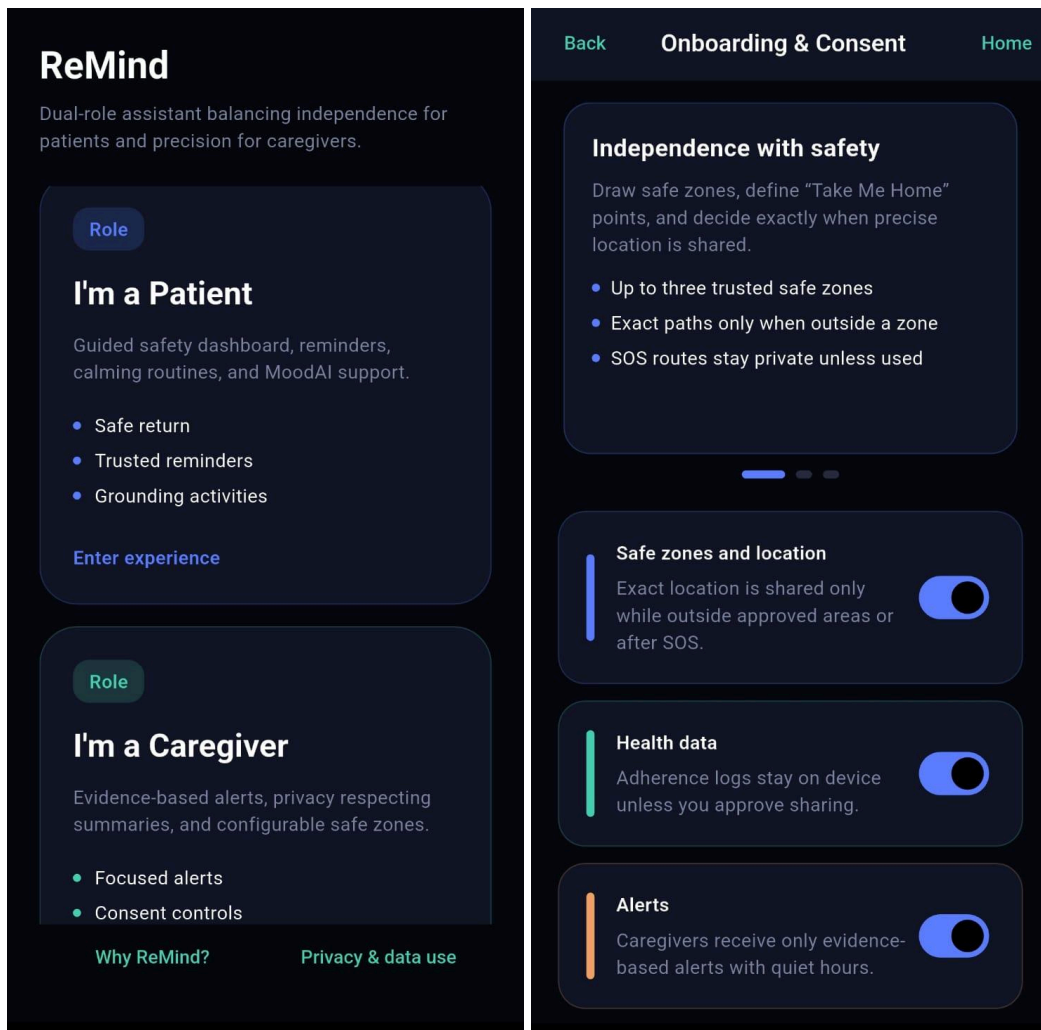 ReMind
Dual-role assistant balancing independence for
patients and precision for caregivers.
Role
I'm a Patient
Guided safety dashboard, reminders,
calming routines, and MoodAI support.
Safe return
Trusted reminders
Grounding activities
Enter experience
Role
I'm a Caregiver
Evidence-based alerts, privacy respecting
summaries, and configurable safe zones.
Focused alerts
Consent controls
Why ReMind?
Privacy & data use
Back
Onboarding & Consent
Home
Independence with safety
Draw safe zones, define “Take Me Home”
points, and decide exactly when precise
location is shared.
Up to three trusted safe zones
Exact paths only when outside a zone
SOS routes stay private unless used
Safe zones and location
Exact location is shared only
while outside approved areas or
after SOS.
Health data
Adherence logs stay on device
unless you approve sharing.
Alerts
Caregivers receive only evidence-
based alerts with quiet hours.